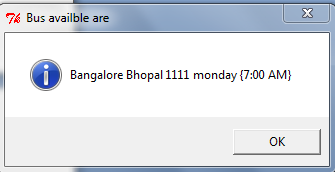 Bus availble are
Bangalore Bhopal 1111 monday {7:00 AM}
OK